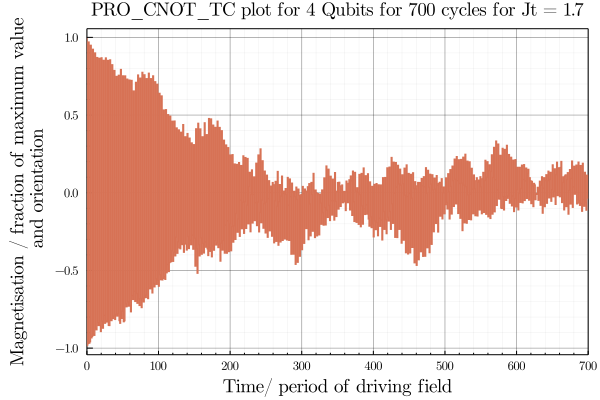 PRO_CNOT_TC plot for 4 Qubits for 700 cycles for Jt = 1.7
Magnetisation / fraction of maximum value
and orientation
1.0
0.5
0.0
−0.5
−1.0
0 100 200 300 400 500 600 700
Time/ period of driving field